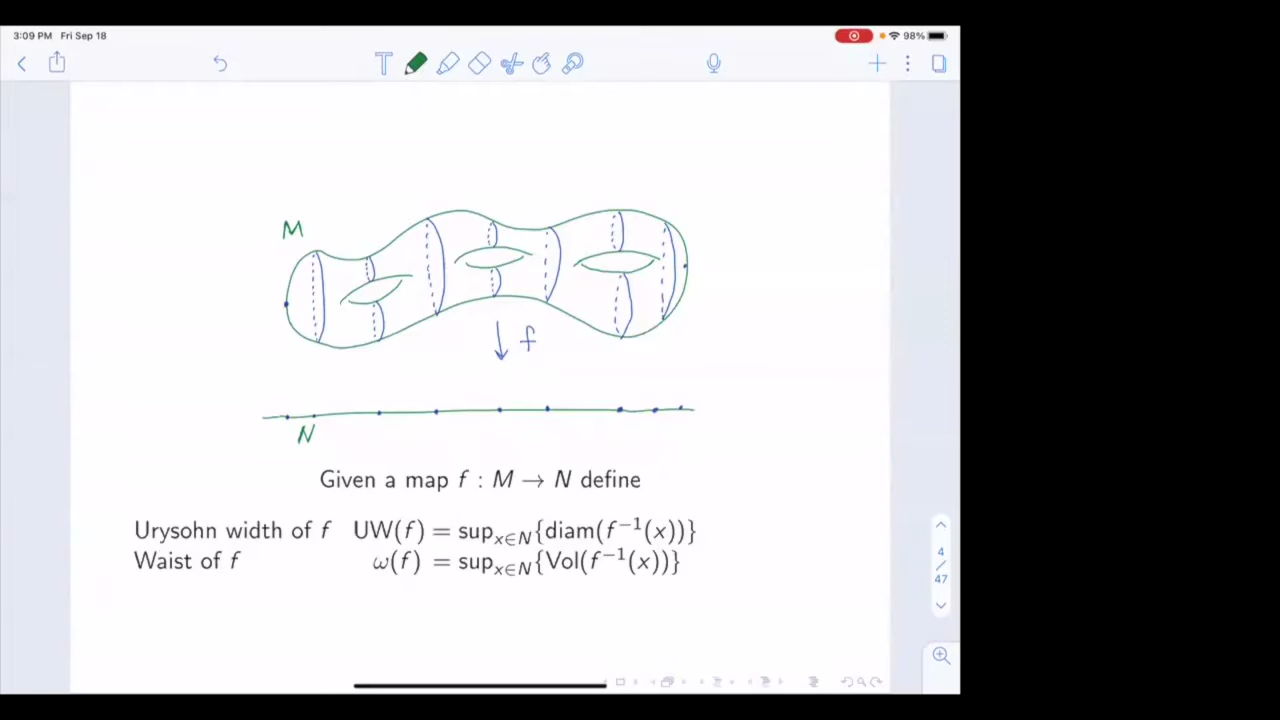 3:09 PM Fri Sep 18
98%
T
M
f
N
Given a map f : M → N define
Urysohn width of f UW(f) = sup_{x∈N}{diam(f⁻¹(x))}
Waist of f ω(f) = sup_{x∈N}{Vol(f⁻¹(x))}
4
/
47